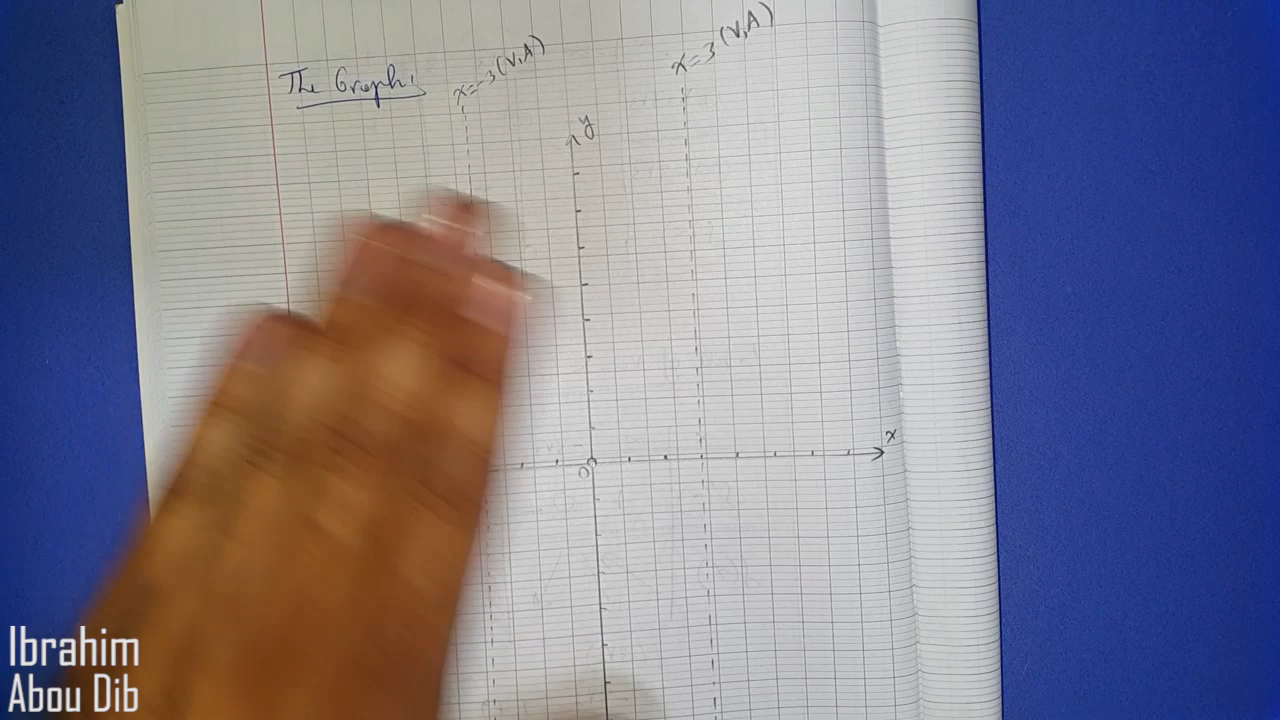 The Graph:
x=-3 (V,A)
x=3 (V,A)
y
x
O
Ibrahim
Abou Dib